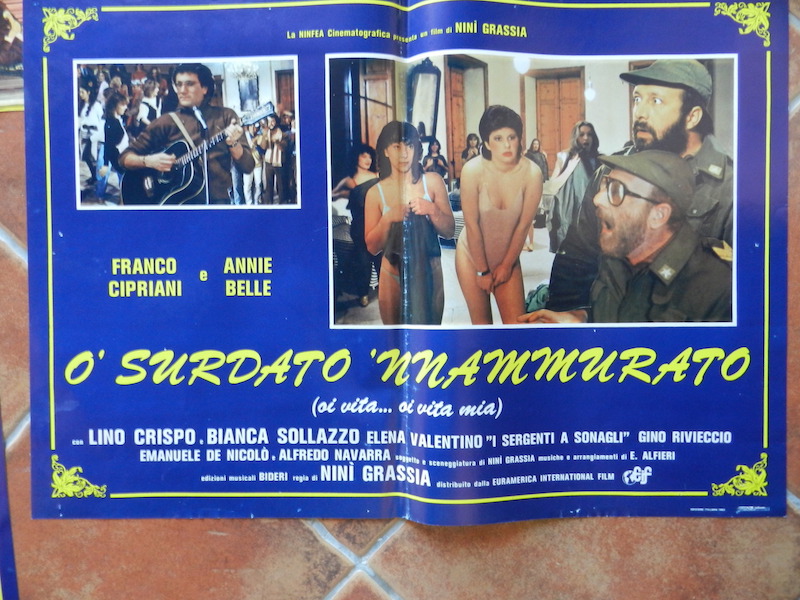 La NINFEA Cinematografica presenta un film di NINÌ GRASSIA
FRANCO CIPRIANI e ANNIE BELLE
O' SURDATO 'NNAMMURATO
(oi vita... oi vita mia)
con LINO CRISPO e BIANCA SOLLAZZO ELENA VALENTINO "I SERGENTI A SONAGLI" GINO RIVIECCIO
EMANUELE DE NICOLÒ e ALFREDO NAVARRA soggetto e sceneggiatura di NINÌ GRASSIA musiche e arrangiamenti di E. ALFIERI
edizioni musicali BIDERI regia di NINÌ GRASSIA distribuito dalla EURAMERICA INTERNATIONAL FILM